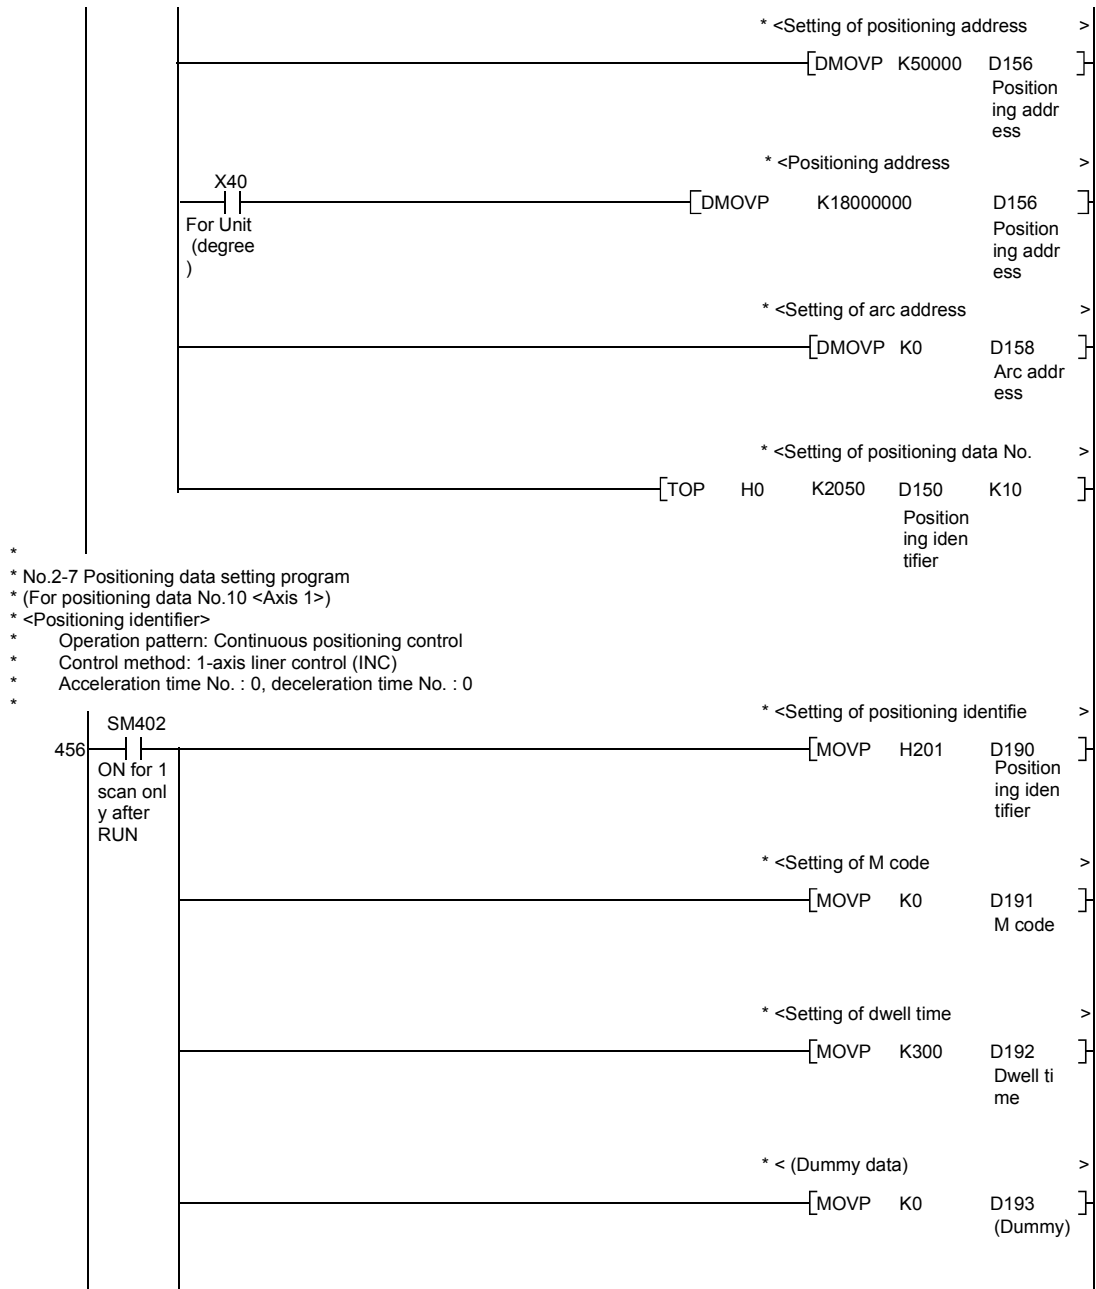 * <Setting of positioning address >
DMOVP K50000 D156
Position
ing addr
ess
* <Positioning address >
X40
DMOVP K18000000 D156
For Unit
(degree
)
Position
ing addr
ess
* <Setting of arc address >
DMOVP K0 D158
Arc addr
ess
* <Setting of positioning data No. >
TOP H0 K2050 D150 K10
Position
ing iden
tifier
*
* No.2-7 Positioning data setting program
* (For positioning data No.10 <Axis 1>)
* <Positioning identifier>
* Operation pattern: Continuous positioning control
* Control method: 1-axis liner control (INC)
* Acceleration time No. : 0, deceleration time No. : 0
*
* <Setting of positioning identifie >
SM402
456 MOVP H201 D190
ON for 1
scan onl
y after
RUN
Position
ing iden
tifier
* <Setting of M code >
MOVP K0 D191
M code
* <Setting of dwell time >
MOVP K300 D192
Dwell ti
me
* < (Dummy data) >
MOVP K0 D193
(Dummy)